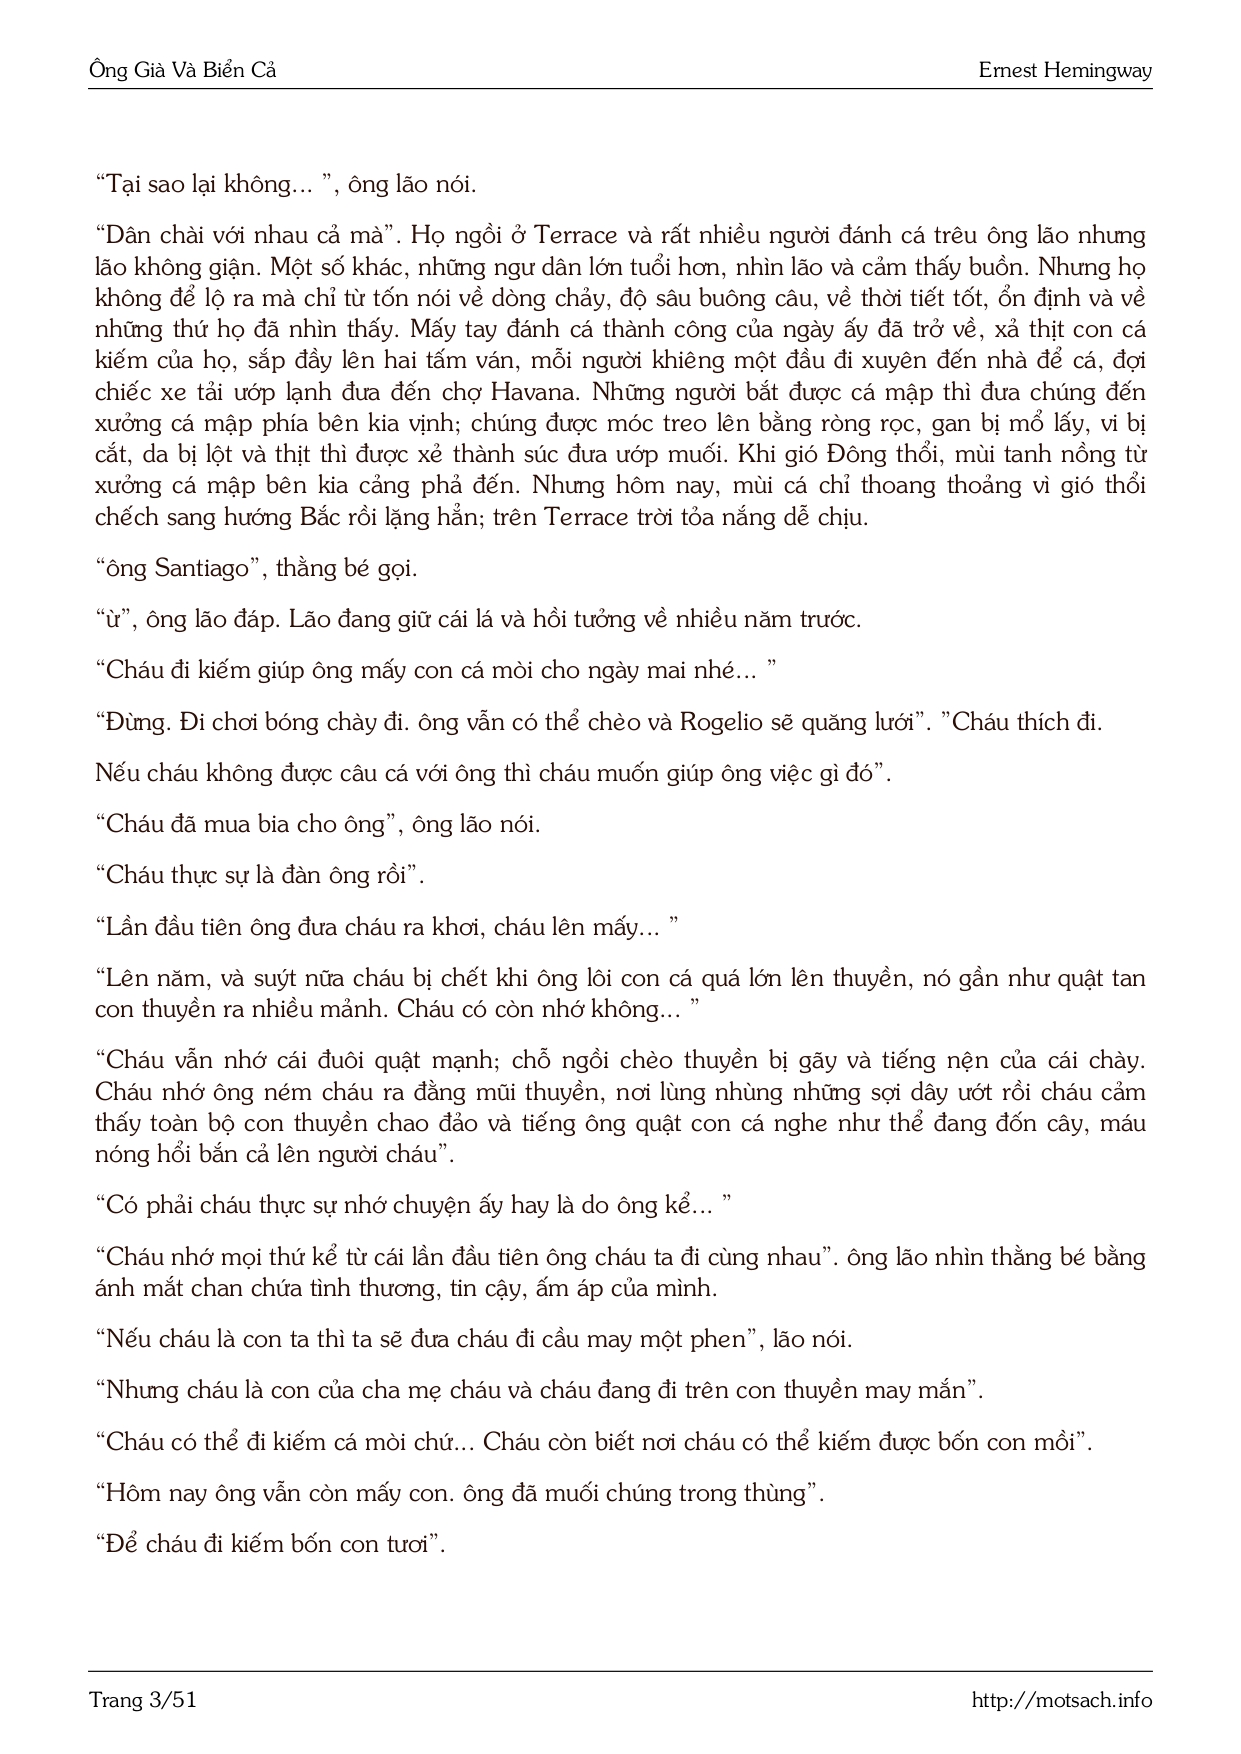 Ông Già Và Biển Cả
Ernest Hemingway
“Tại sao lại không... ”, ông lão nói.
“Dân chài với nhau cả mà”. Họ ngồi ở Terrace và rất nhiều người đánh cá trêu ông lão nhưng
lão không giận. Một số khác, những ngư dân lớn tuổi hơn, nhìn lão và cảm thấy buồn. Nhưng họ
không để lộ ra mà chỉ từ tốn nói về dòng chảy, độ sâu buông câu, về thời tiết tốt, ổn định và về
những thứ họ đã nhìn thấy. Mấy tay đánh cá thành công của ngày ấy đã trở về, xả thịt con cá
kiếm của họ, sắp đầy lên hai tấm ván, mỗi người khiêng một đầu đi xuyên đến nhà để cá, đợi
chiếc xe tải ướp lạnh đưa đến chợ Havana. Những người bắt được cá mập thì đưa chúng đến
xưởng cá mập phía bên kia vịnh; chúng được móc treo lên bằng ròng rọc, gan bị mổ lấy, vi bị
cắt, da bị lột và thịt thì được xẻ thành súc đưa ướp muối. Khi gió Đông thổi, mùi tanh nồng từ
xưởng cá mập bên kia cảng phả đến. Nhưng hôm nay, mùi cá chỉ thoang thoảng vì gió thổi
chếch sang hướng Bắc rồi lặng hẳn; trên Terrace trời tỏa nắng dễ chịu.
“ông Santiago”, thằng bé gọi.
“ừ”, ông lão đáp. Lão đang giữ cái lá và hồi tưởng về nhiều năm trước.
“Cháu đi kiếm giúp ông mấy con cá mòi cho ngày mai nhé... ”
“Đừng. Đi chơi bóng chày đi. ông vẫn có thể chèo và Rogelio sẽ quăng lưới”. ”Cháu thích đi.
Nếu cháu không được câu cá với ông thì cháu muốn giúp ông việc gì đó”.
“Cháu đã mua bia cho ông”, ông lão nói.
“Cháu thực sự là đàn ông rồi”.
“Lần đầu tiên ông đưa cháu ra khơi, cháu lên mấy... ”
“Lên năm, và suýt nữa cháu bị chết khi ông lôi con cá quá lớn lên thuyền, nó gần như quật tan
con thuyền ra nhiều mảnh. Cháu có còn nhớ không... ”
“Cháu vẫn nhớ cái đuôi quật mạnh; chỗ ngồi chèo thuyền bị gãy và tiếng nện của cái chày.
Cháu nhớ ông ném cháu ra đằng mũi thuyền, nơi lùng nhùng những sợi dây ướt rồi cháu cảm
thấy toàn bộ con thuyền chao đảo và tiếng ông quật con cá nghe như thể đang đốn cây, máu
nóng hổi bắn cả lên người cháu”.
“Có phải cháu thực sự nhớ chuyện ấy hay là do ông kể... ”
“Cháu nhớ mọi thứ kể từ cái lần đầu tiên ông cháu ta đi cùng nhau”. ông lão nhìn thằng bé bằng
ánh mắt chan chứa tình thương, tin cậy, ấm áp của mình.
“Nếu cháu là con ta thì ta sẽ đưa cháu đi cầu may một phen”, lão nói.
“Nhưng cháu là con của cha mẹ cháu và cháu đang đi trên con thuyền may mắn”.
“Cháu có thể đi kiếm cá mòi chứ... Cháu còn biết nơi cháu có thể kiếm được bốn con mồi”.
“Hôm nay ông vẫn còn mấy con. ông đã muối chúng trong thùng”.
“Để cháu đi kiếm bốn con tươi”.
Trang 3/51
http://motsach.info